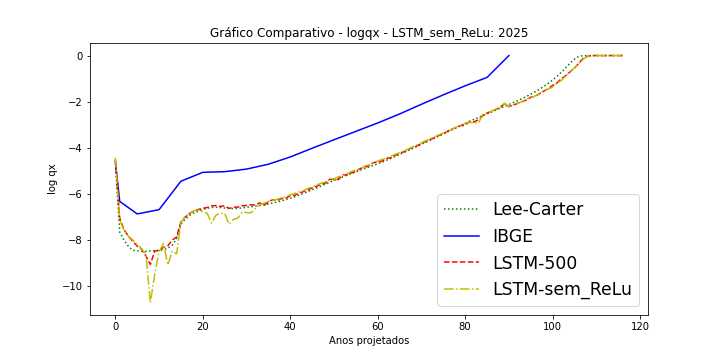 Gráfico Comparativo - logqx - LSTM_sem_ReLu: 2025
log qx
0
−2
−4
−6
−8
−10
0 20 40 60 80 100 120
Anos projetados
Lee-Carter
IBGE
LSTM-500
LSTM-sem_ReLu